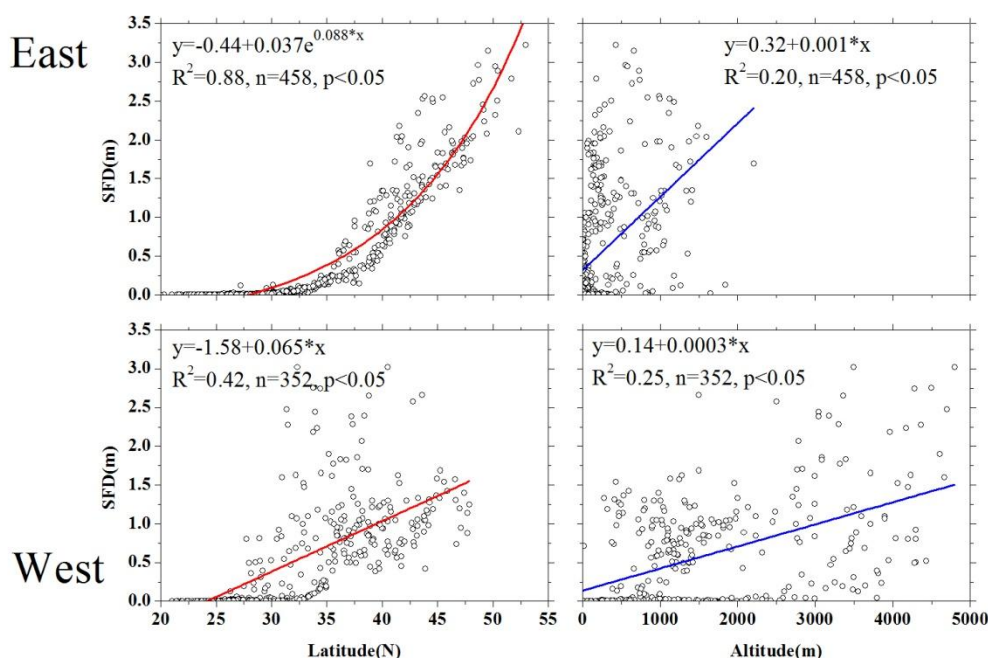 East
y=-0.44+0.037e^0.088*x
R²=0.88, n=458, p<0.05
y=0.32+0.001*x
R²=0.20, n=458, p<0.05
SFD(m)
3.5
3.0
2.5
2.0
1.5
1.0
0.5
0.0
West
y=-1.58+0.065*x
R²=0.42, n=352, p<0.05
y=0.14+0.0003*x
R²=0.25, n=352, p<0.05
SFD(m)
3.5
3.0
2.5
2.0
1.5
1.0
0.5
0.0
20 25 30 35 40 45 50 55
0 1000 2000 3000 4000 5000
Latitude(N)
Altitude(m)